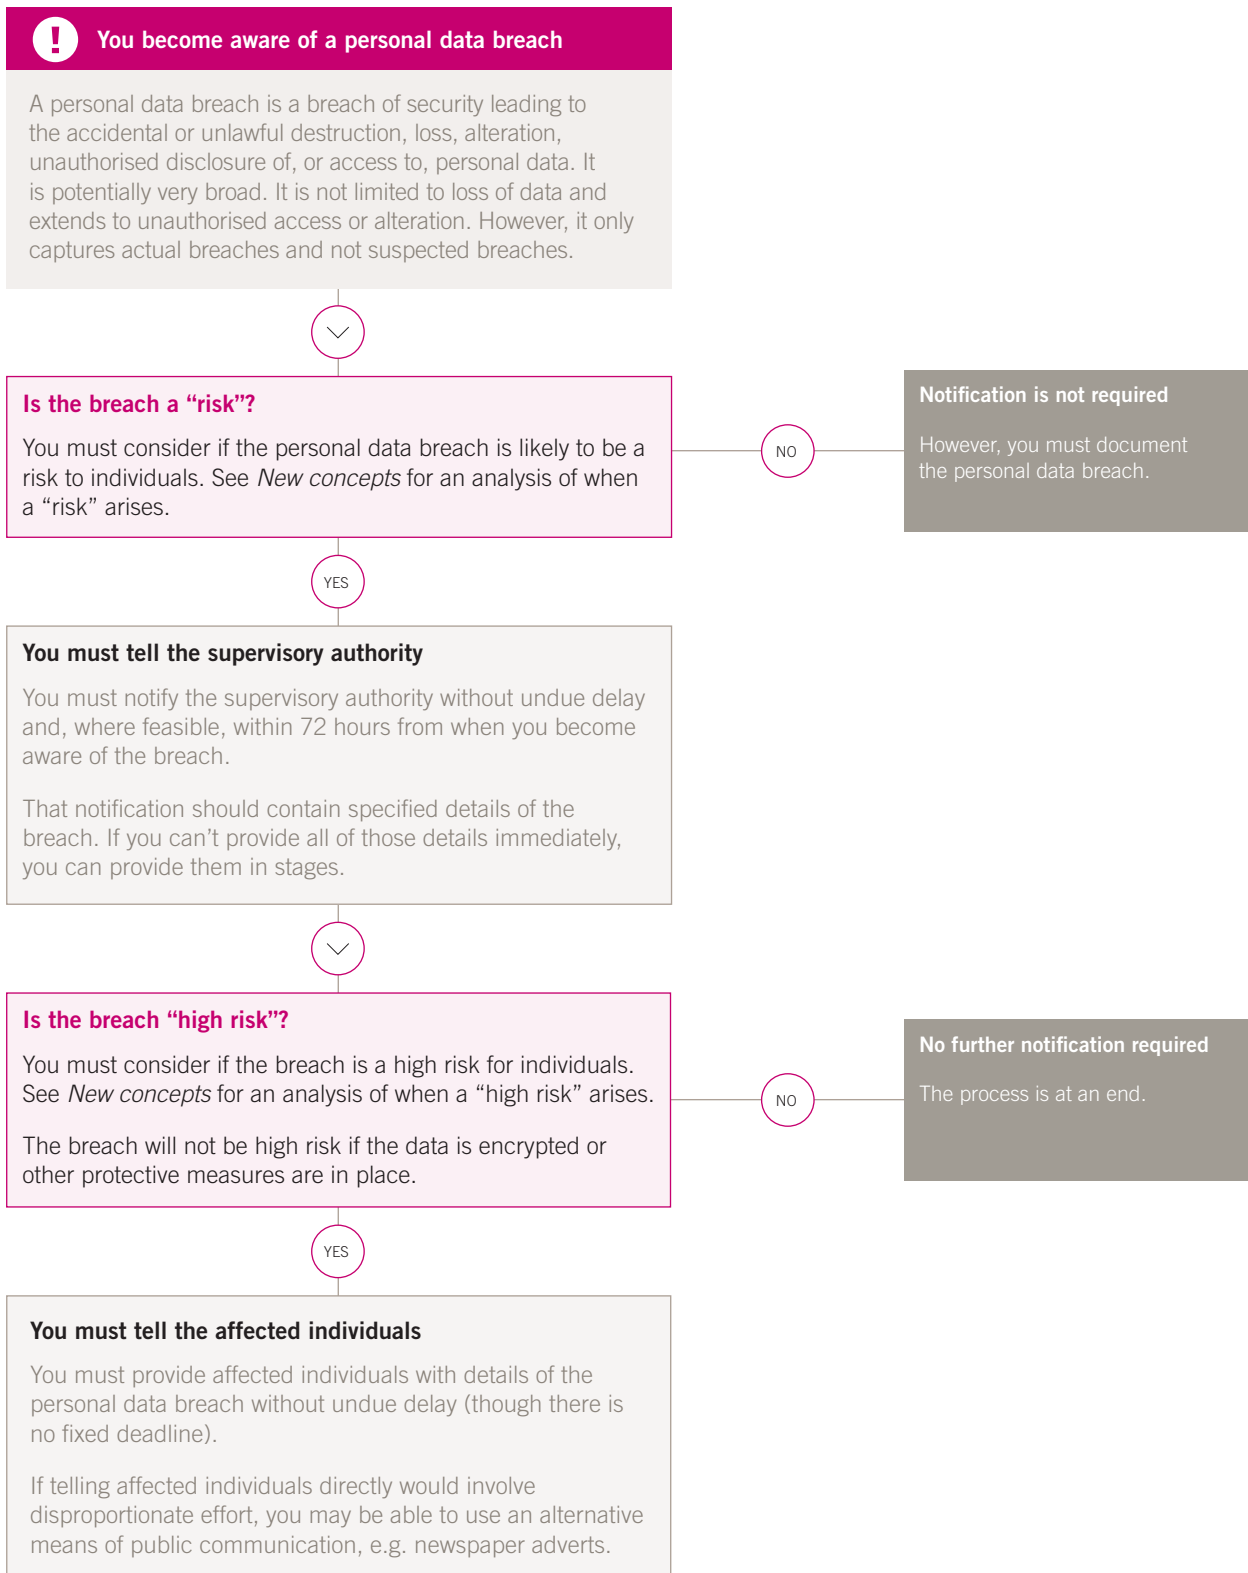 !
You become aware of a personal data breach
A personal data breach is a breach of security leading to
the accidental or unlawful destruction, loss, alteration,
unauthorised disclosure of, or access to, personal data. It
is potentially very broad. It is not limited to loss of data and
extends to unauthorised access or alteration. However, it only
captures actual breaches and not suspected breaches.
Is the breach a “risk”?
You must consider if the personal data breach is likely to be a
risk to individuals. See New concepts for an analysis of when
a “risk” arises.
NO
Notification is not required
However, you must document
the personal data breach.
YES
You must tell the supervisory authority
You must notify the supervisory authority without undue delay
and, where feasible, within 72 hours from when you become
aware of the breach.
That notification should contain specified details of the
breach. If you can’t provide all of those details immediately,
you can provide them in stages.
Is the breach “high risk”?
You must consider if the breach is a high risk for individuals.
See New concepts for an analysis of when a “high risk” arises.
The breach will not be high risk if the data is encrypted or
other protective measures are in place.
NO
No further notification required
The process is at an end.
YES
You must tell the affected individuals
You must provide affected individuals with details of the
personal data breach without undue delay (though there is
no fixed deadline).
If telling affected individuals directly would involve
disproportionate effort, you may be able to use an alternative
means of public communication, e.g. newspaper adverts.